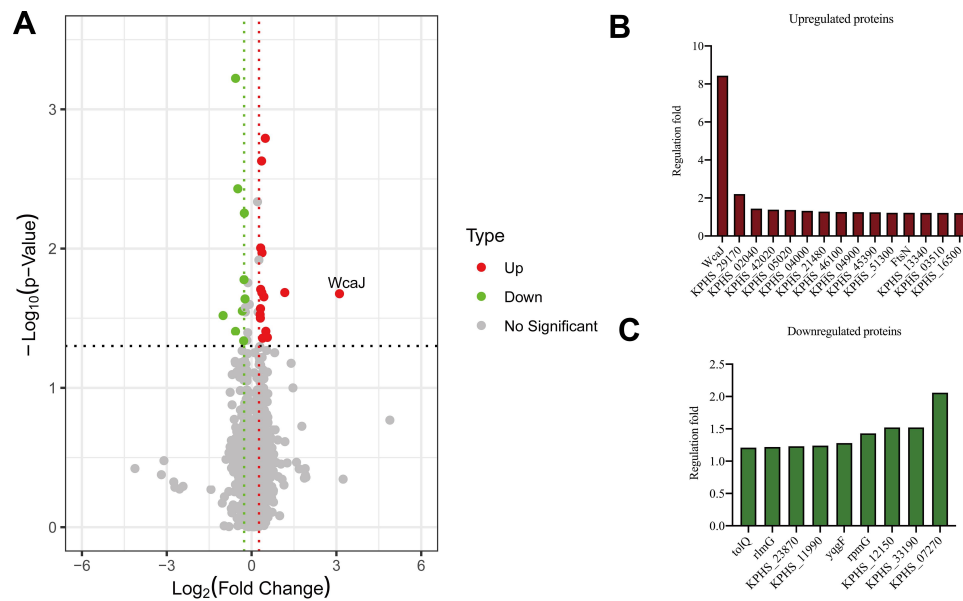 A
3
2
1
0
−Log10(p−Value)
−6
−3
0
3
6
Log2(Fold Change)
WcaJ
Type
Up
Down
No Significant
B
Upregulated proteins
Regulation fold
10
8
6
4
2
0
WcaJ
KPHS_29170
KPHS_02040
KPHS_42020
KPHS_05020
KPHS_04000
KPHS_21480
KPHS_46100
KPHS_04900
KPHS_45390
KPHS_51300
FtsN
KPHS_13340
KPHS_03510
KPHS_16500
C
Downregulated proteins
Regulation fold
2.5
2.0
1.5
1.0
0.5
0.0
tolQ
rlmG
KPHS_23870
KPHS_11990
yqgF
rpmG
KPHS_12150
KPHS_33190
KPHS_07270